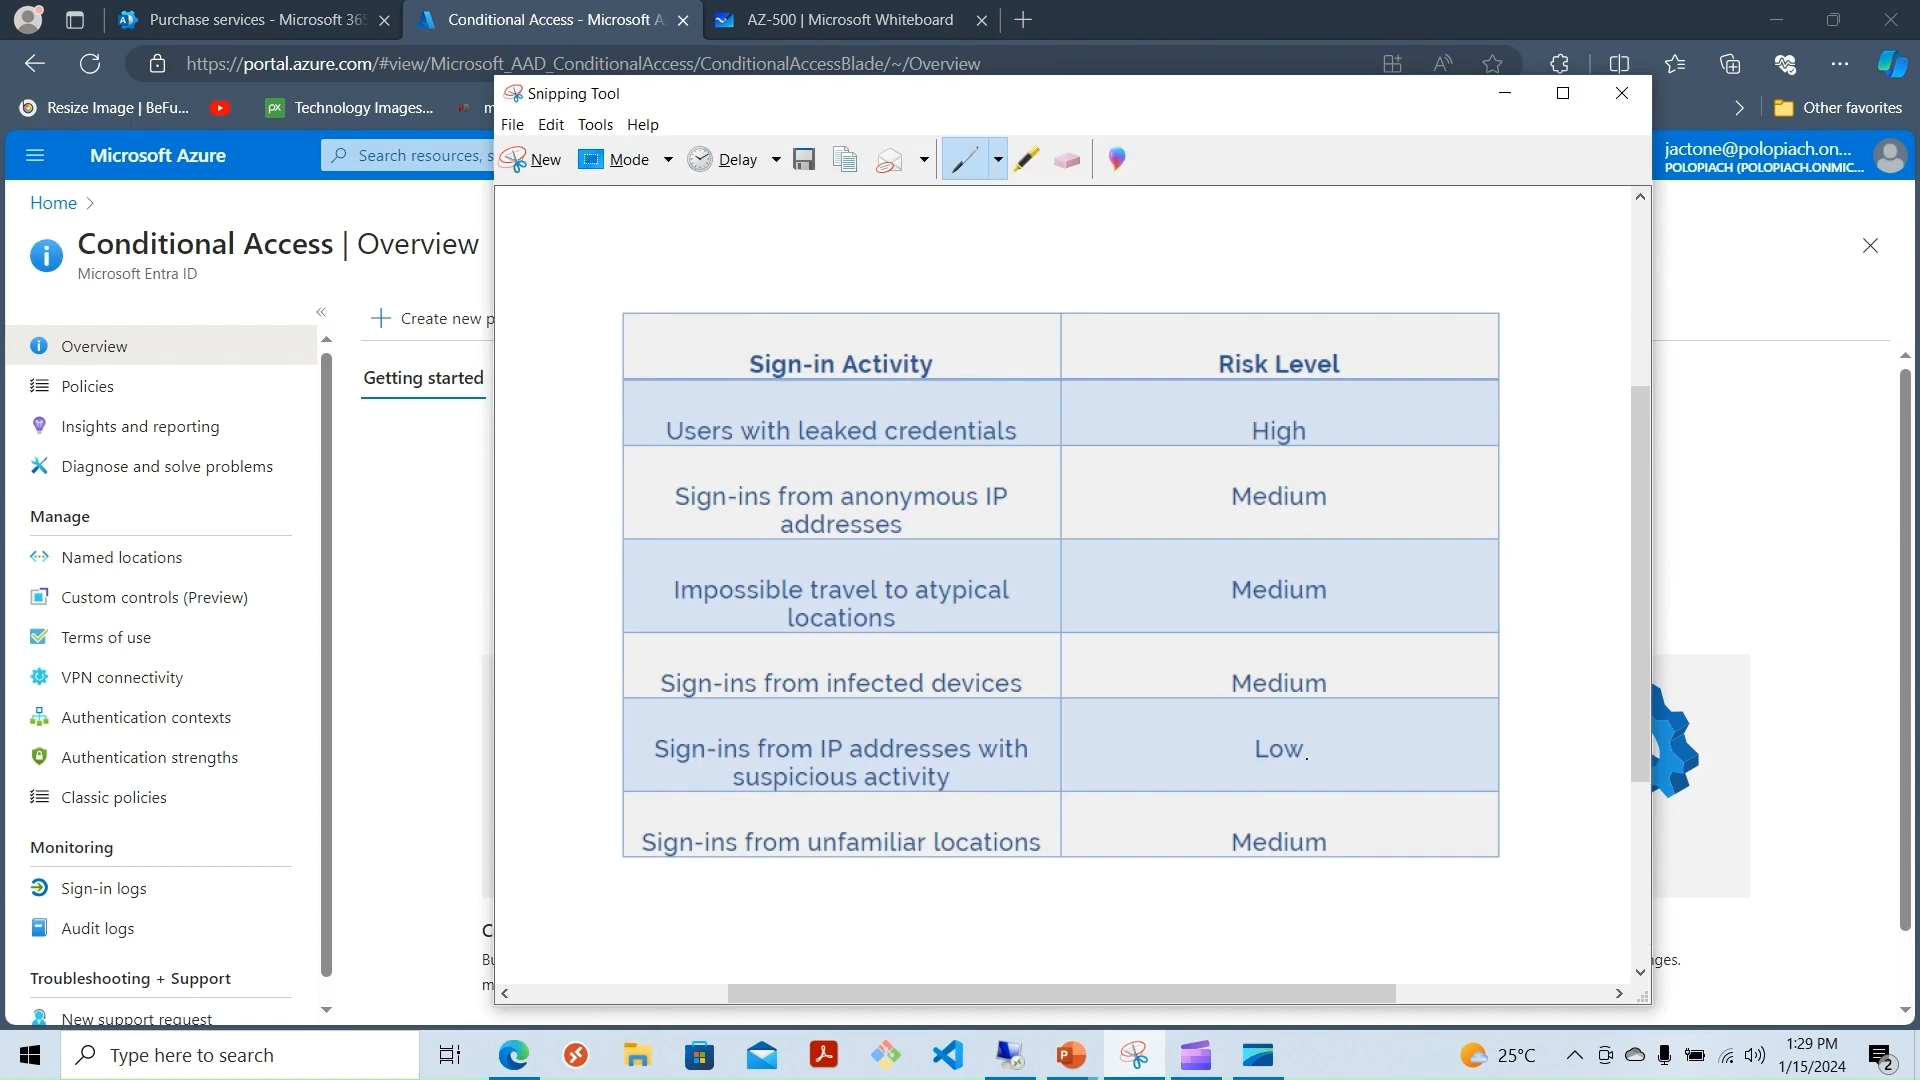 Purchase services - Microsoft 365
Conditional Access - Microsoft A
AZ-500 | Microsoft Whiteboard
https://portal.azure.com/#view/Microsoft_AAD_ConditionalAccess/ConditionalAccessBlade/~/Overview
Resize Image | BeFu...
Technology Images...
m
Other favorites
Microsoft Azure
Search resources, s
jactone@polopiach.on...
POLOPIACH (POLOPIACH.ONMIC...
Home
Conditional Access | Overview
Microsoft Entra ID
Create new p
Getting started
Overview
Policies
Insights and reporting
Diagnose and solve problems
Manage
Named locations
Custom controls (Preview)
Terms of use
VPN connectivity
Authentication contexts
Authentication strengths
Classic policies
Monitoring
Sign-in logs
Audit logs
Troubleshooting + Support
New support request
C
Bu
m
ges.
Snipping Tool
File Edit Tools Help
New Mode Delay
Sign-in Activity Risk Level
Users with leaked credentials High
Sign-ins from anonymous IP Medium
addresses
Impossible travel to atypical Medium
locations
Sign-ins from infected devices Medium
Sign-ins from IP addresses with Low
suspicious activity
Sign-ins from unfamiliar locations Medium
Type here to search
25°C
1:29 PM
1/15/2024
2